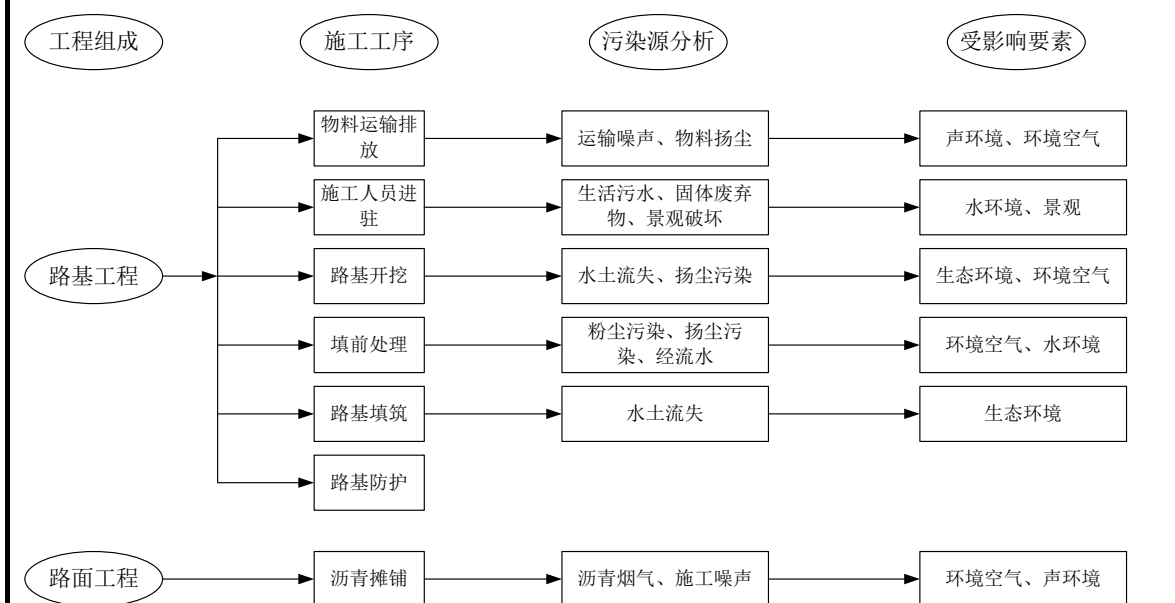 工程组成 施工工序 污染源分析 受影响要素
物料运输排
放
运输噪声、物料扬尘
声环境、环境空气
施工人员进
驻
生活污水、固体废弃
物、景观破坏
水环境、景观
路基工程
路基开挖
水土流失、扬尘污染
生态环境、环境空气
填前处理
粉尘污染、扬尘污
染、经流水
环境空气、水环境
路基填筑
水土流失
生态环境
路基防护
路面工程
沥青摊铺
沥青烟气、施工噪声
环境空气、声环境